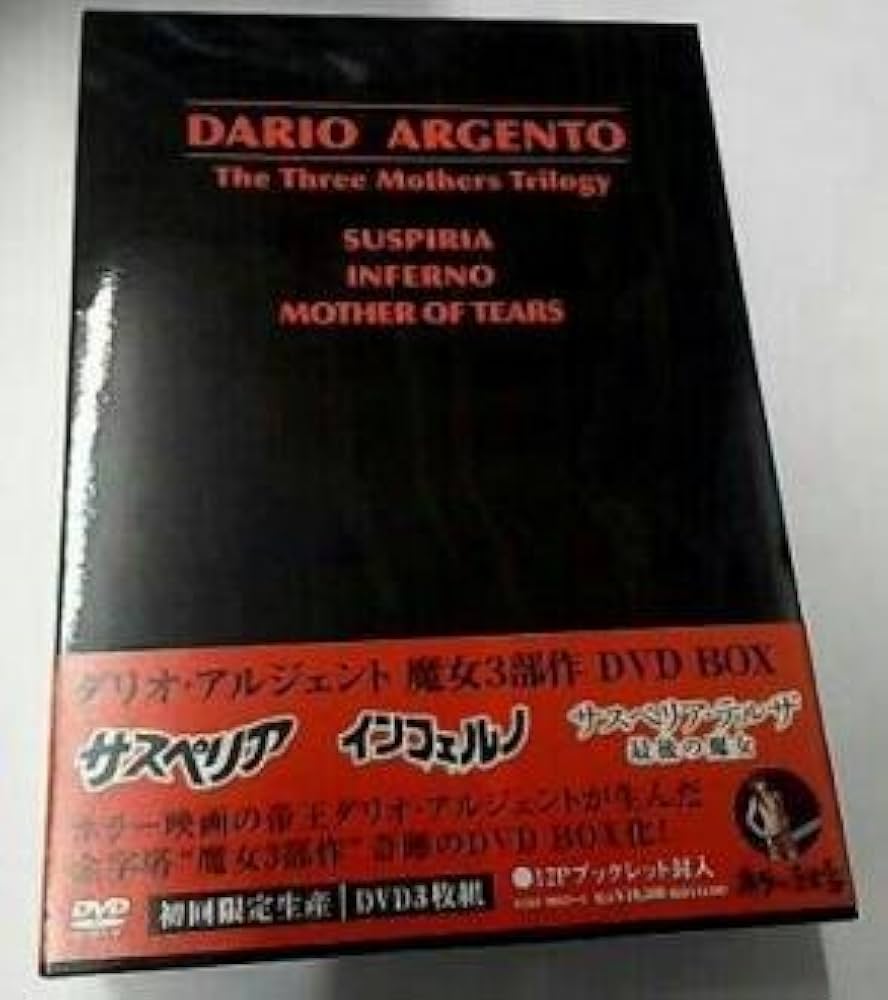 DARIO ARGENTO
The Three Mothers Trilogy
SUSPIRIA
INFERNO
MOTHER OF TEARS
ダリオ・アルジェント 魔女3部作 DVD BOX
サスペリア インフェルノ サスペリア・テルザ
最後の魔女
ホラー映画の帝王ダリオ・アルジェントが生んだ
金字塔"魔女3部作"奇跡のDVD BOX化!
●12Pブックレット封入
DVD 初回限定生産 DVD3枚組